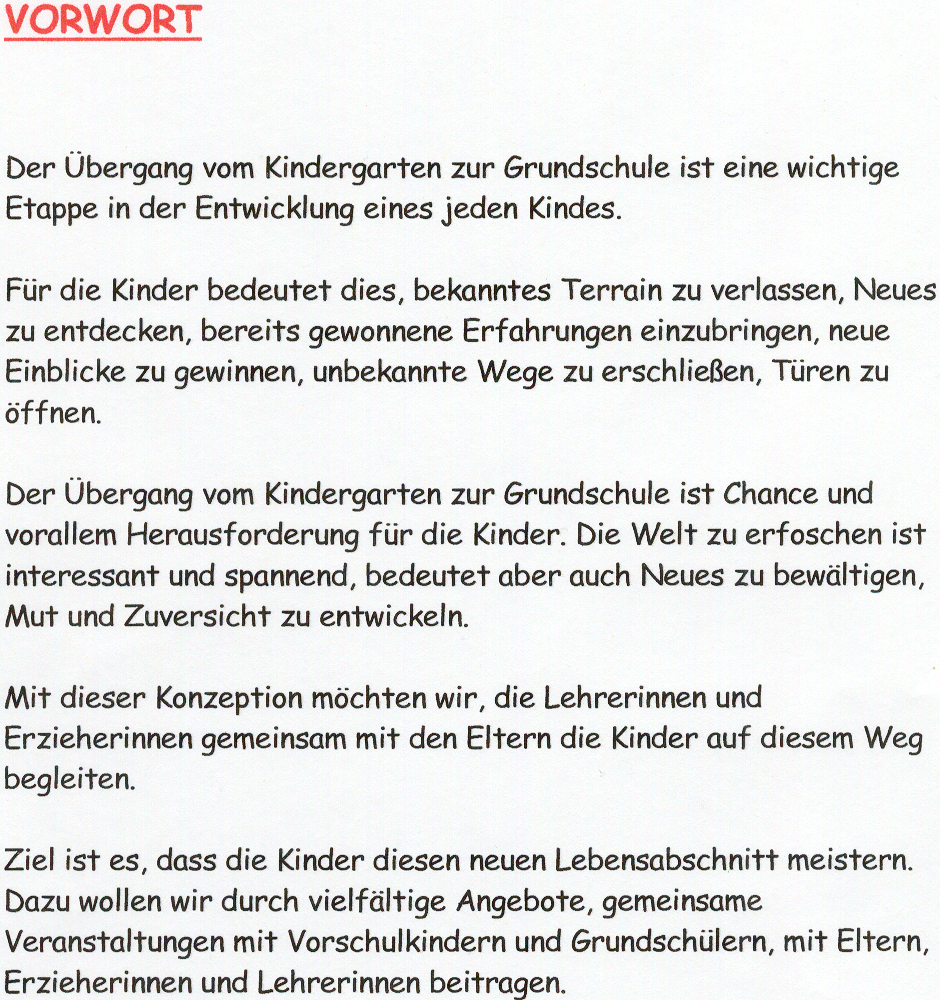 VORWORT
Der Übergang vom Kindergarten zur Grundschule ist eine wichtige
Etappe in der Entwicklung eines jeden Kindes.
Für die Kinder bedeutet dies, bekanntes Terrain zu verlassen, Neues
zu entdecken, bereits gewonnene Erfahrungen einzubringen, neue
Einblicke zu gewinnen, unbekannte Wege zu erschließen, Türen zu
öffnen.
Der Übergang vom Kindergarten zur Grundschule ist Chance und
vorallem Herausforderung für die Kinder. Die Welt zu erfoschen ist
interessant und spannend, bedeutet aber auch Neues zu bewältigen,
Mut und Zuversicht zu entwickeln.
Mit dieser Konzeption möchten wir, die Lehrerinnen und
Erzieherinnen gemeinsam mit den Eltern die Kinder auf diesem Weg
begleiten.
Ziel ist es, dass die Kinder diesen neuen Lebensabschnitt meistern.
Dazu wollen wir durch vielfältige Angebote, gemeinsame
Veranstaltungen mit Vorschulkindern und Grundschülern, mit Eltern,
Erzieherinnen und Lehrerinnen beitragen.